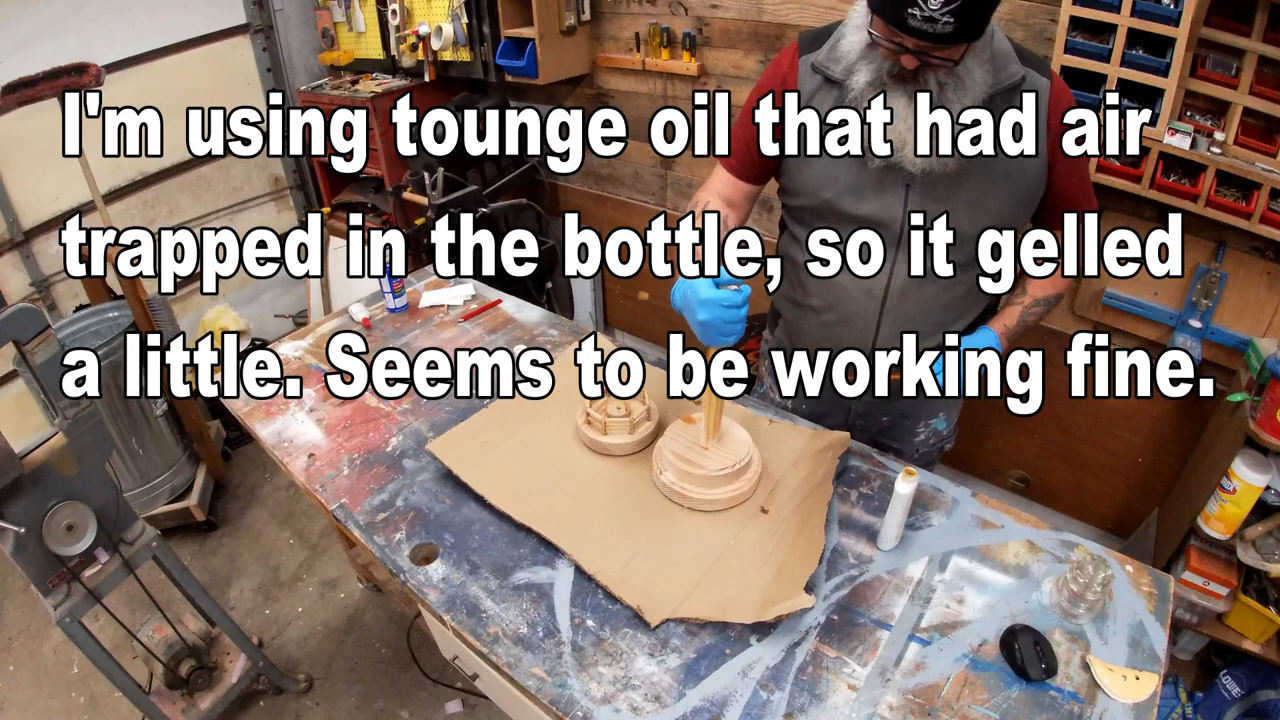 I'm using tounge oil that had air
trapped in the bottle, so it gelled
a little. Seems to be working fine.
LOWE'S